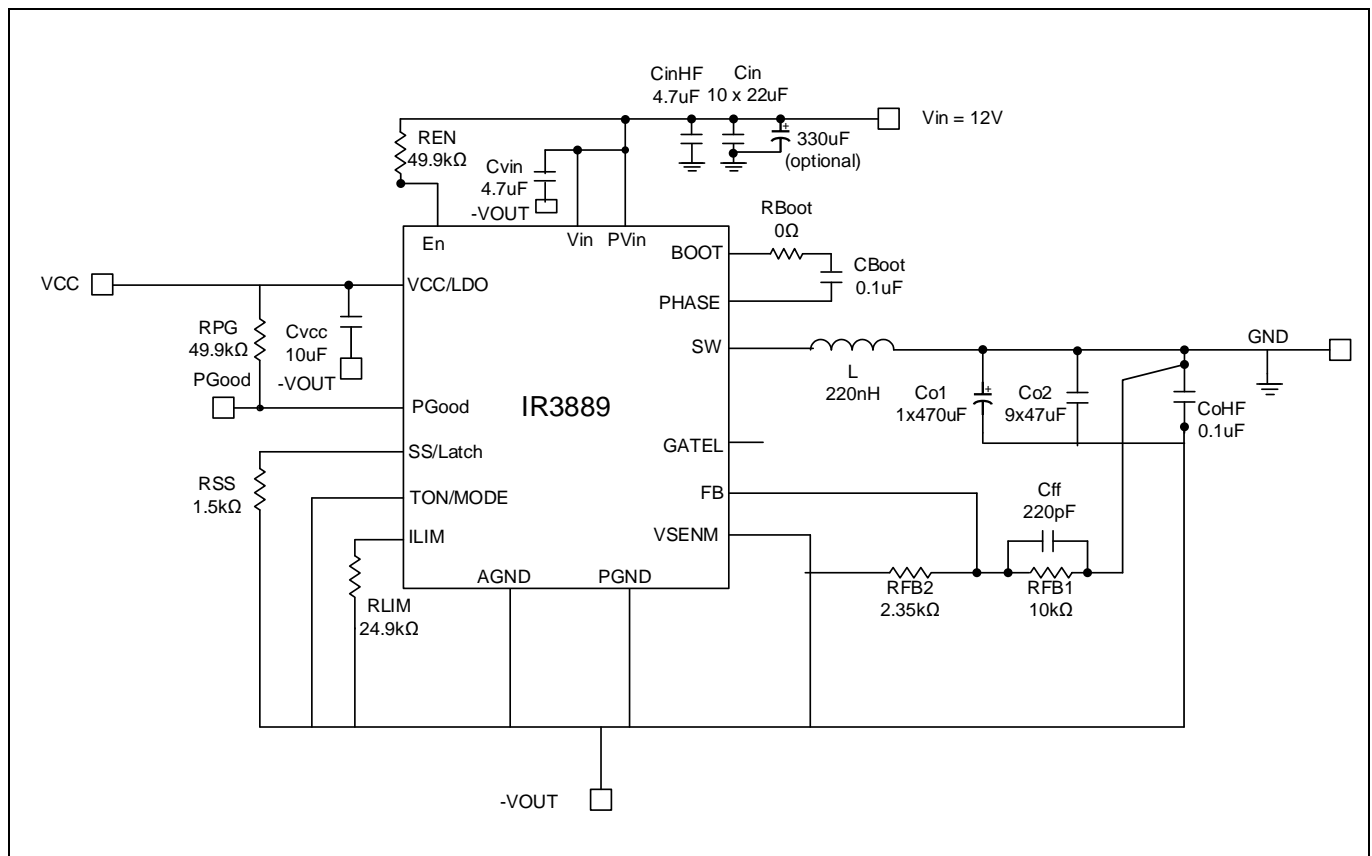 CinHF
4.7uF
Cin
10 x 22uF
Vin = 12V
330uF
(optional)
REN
49.9kΩ
Cvin
4.7uF
-VOUT
RBoot
0Ω
En
Vin
PVin
BOOT
CBoot
0.1uF
VCC
VCC/LDO
PHASE
RPG
49.9kΩ
Cvcc
10uF
-VOUT
SW
GND
L
220nH
Co1
1x470uF
Co2
9x47uF
CoHF
0.1uF
PGood
PGood
IR3889
GATEL
SS/Latch
RSS
1.5kΩ
TON/MODE
FB
Cff
220pF
ILIM
VSENM
AGND
PGND
RFB2
2.35kΩ
RFB1
10kΩ
RLIM
24.9kΩ
-VOUT